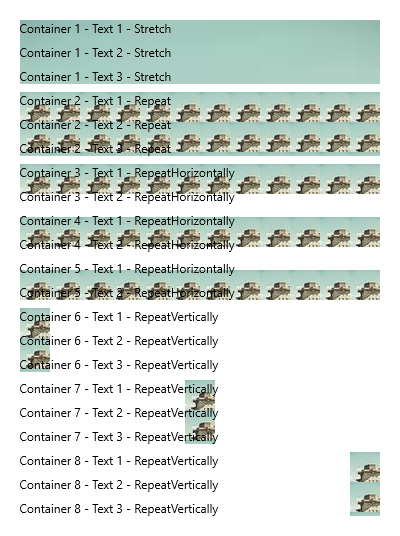 Container 1 - Text 1 - Stretch
Container 1 - Text 2 - Stretch
Container 1 - Text 3 - Stretch
Container 2 - Text 1 - Repeat
Container 2 - Text 2 - Repeat
Container 2 - Text 3 - Repeat
Container 3 - Text 1 - RepeatHorizontally
Container 3 - Text 2 - RepeatHorizontally
Container 4 - Text 1 - RepeatHorizontally
Container 4 - Text 2 - RepeatHorizontally
Container 5 - Text 1 - RepeatHorizontally
Container 5 - Text 2 - RepeatHorizontally
Container 6 - Text 1 - RepeatVertically
Container 6 - Text 2 - RepeatVertically
Container 6 - Text 3 - RepeatVertically
Container 7 - Text 1 - RepeatVertically
Container 7 - Text 2 - RepeatVertically
Container 7 - Text 3 - RepeatVertically
Container 8 - Text 1 - RepeatVertically
Container 8 - Text 2 - RepeatVertically
Container 8 - Text 3 - RepeatVertically